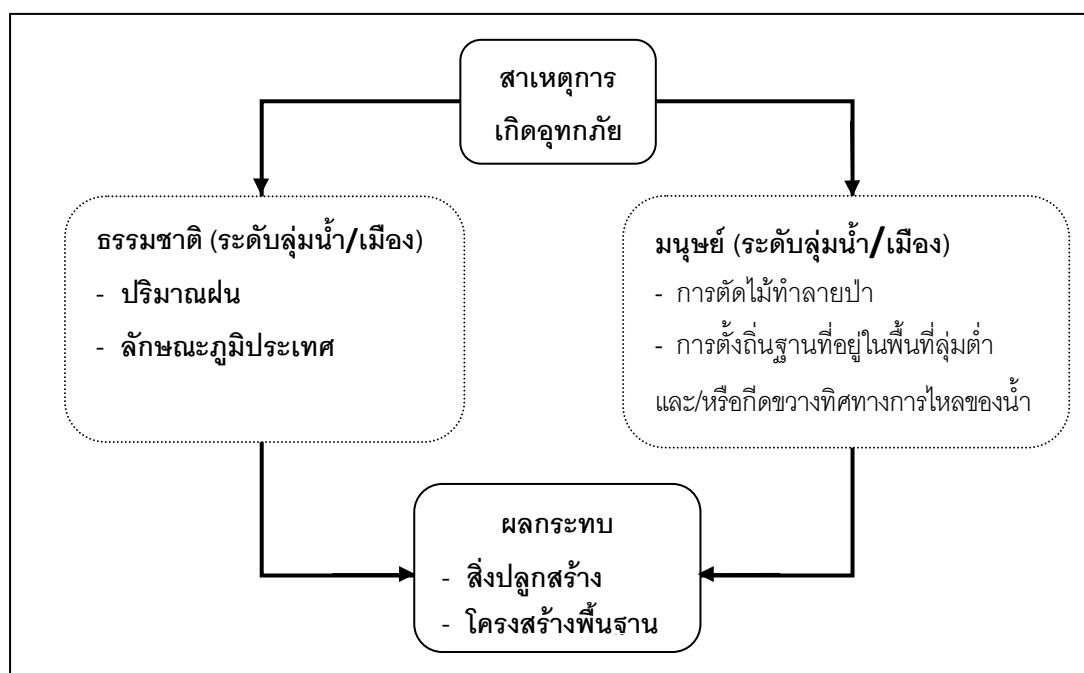 สาเหตุการ
เกิดอุทกภัย
ธรรมชาติ (ระดับลุ่มน้ำ/เมือง)
- ปริมาณฝน
- ลักษณะภูมิประเทศ
มนุษย์ (ระดับลุ่มน้ำ/เมือง)
- การตัดไม้ทำลายป่า
- การตั้งถิ่นฐานที่อยู่ในพื้นที่ลุ่มต่ำ
และ/หรือกีดขวางทิศทางการไหลของน้ำ
ผลกระทบ
- สิ่งปลูกสร้าง
- โครงสร้างพื้นฐาน